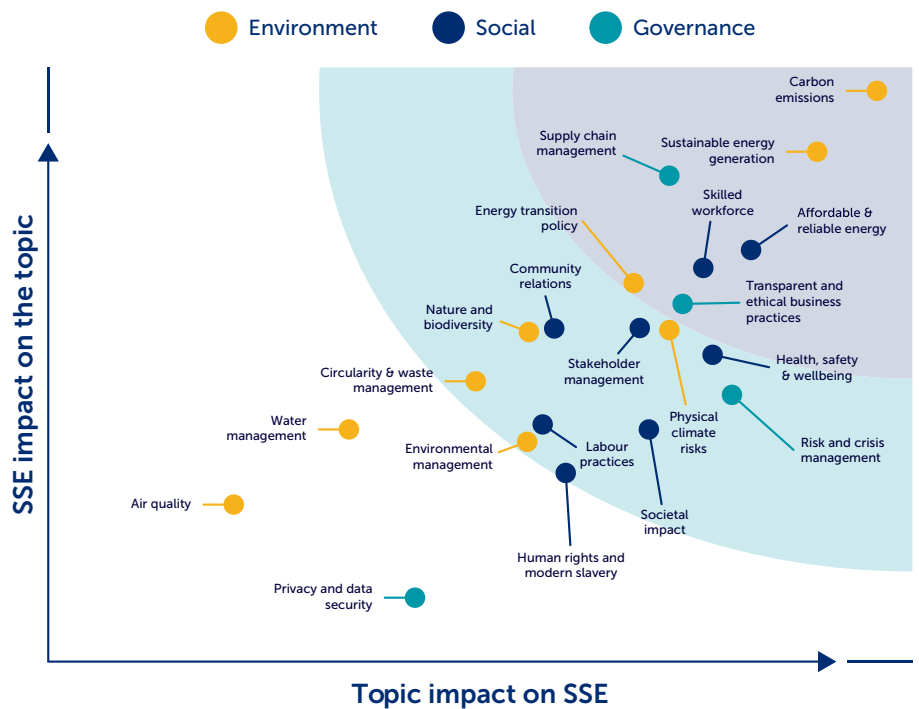 Environment
Social
Governance
Carbon
emissions
Supply chain
management
Sustainable energy
generation
Skilled
workforce
Energy transition
policy
Affordable &
reliable energy
Community
relations
Transparent and
ethical business
practices
Nature and
biodiversity
Stakeholder
management
Health, safety
& wellbeing
Circularity & waste
management
Physical
climate
risks
Water
management
Environmental
management
Labour
practices
Risk and crisis
management
Air quality
Societal
impact
Human rights and
modern slavery
Privacy and data
security
SSE impact on the topic
Topic impact on SSE